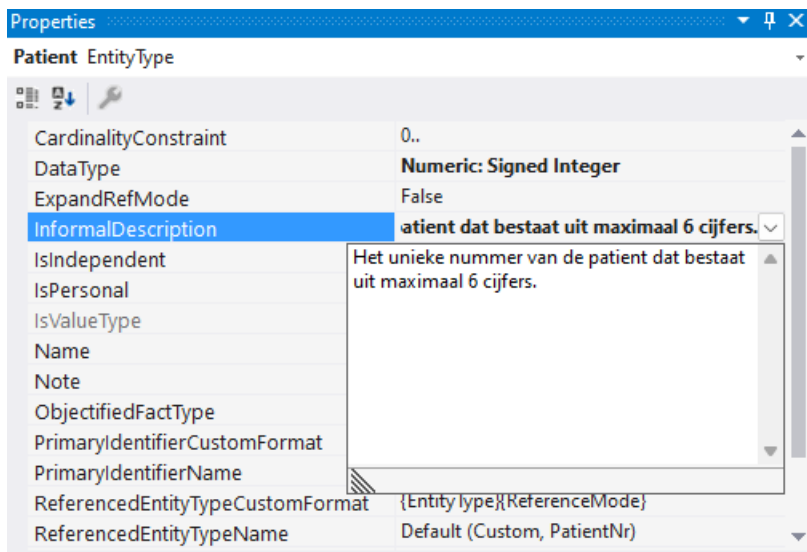 Properties
Patient EntityType
CardinalityConstraint 0..
DataType Numeric: Signed Integer
ExpandRefMode False
InformalDescription atient dat bestaat uit maximaal 6 cijfers.
Het unieke nummer van de patient dat bestaat
uit maximaal 6 cijfers.
IsIndependent
IsPersonal
IsValueType
Name
Note
ObjectifiedFactType
PrimaryIdentifierCustomFormat
PrimaryIdentifierName
ReferencedEntityTypeCustomFormat {EntityType}{ReferenceMode}
ReferencedEntityTypeName Default (Custom, PatientNr)